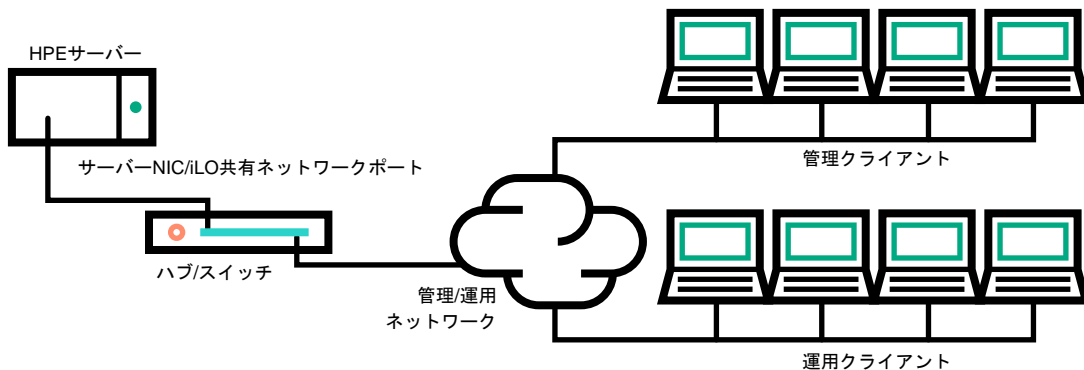 HPEサーバー
サーバーNIC/iLO共有ネットワークポート
ハブ/スイッチ
管理/運用
ネットワーク
管理クライアント
運用クライアント